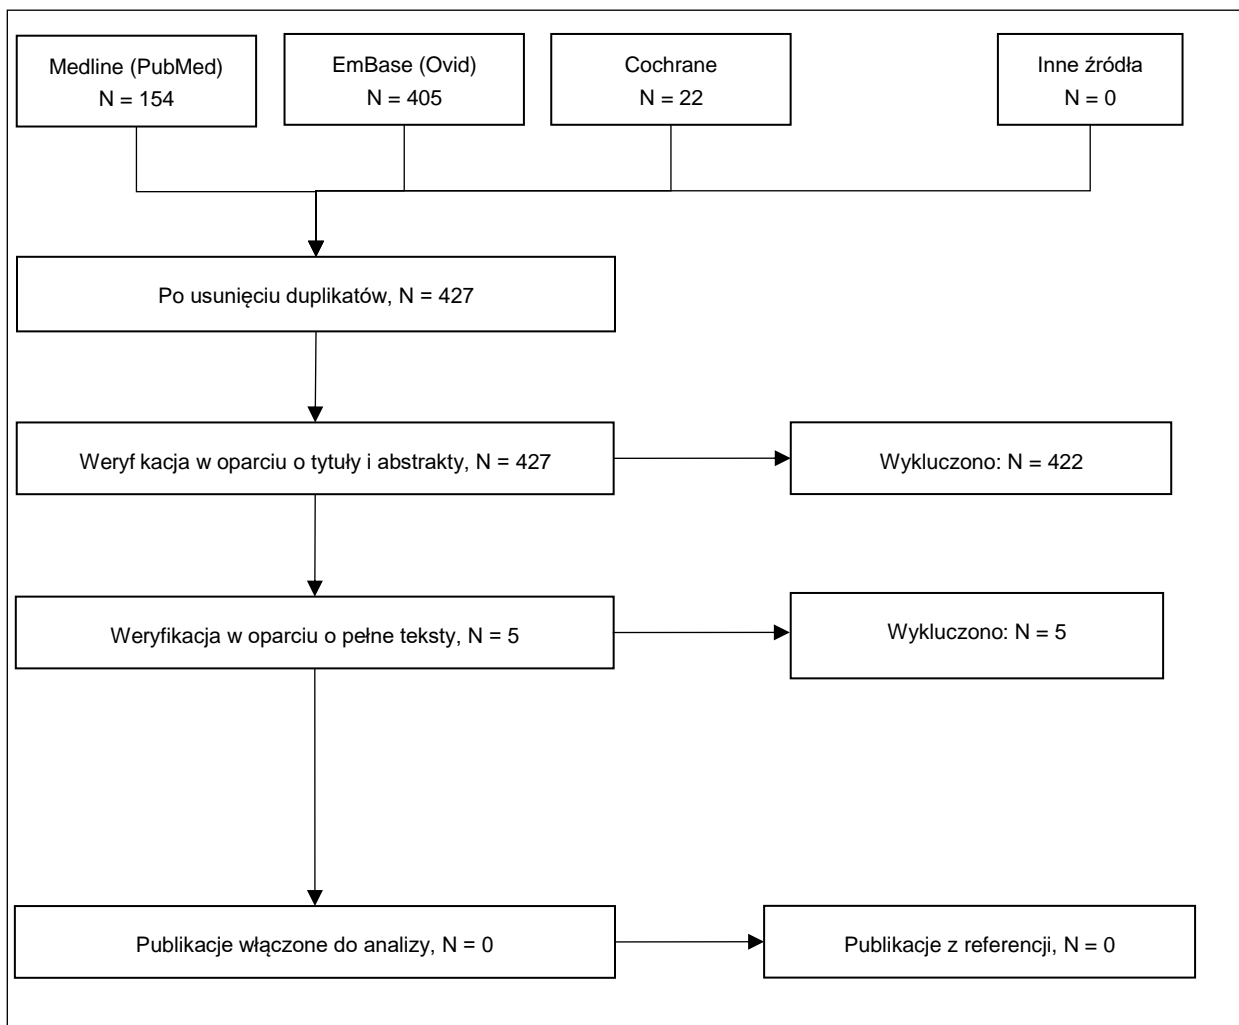 Medline (PubMed)
N = 154
EmBase (Ovid)
N = 405
Cochrane
N = 22
Inne źródła
N = 0
Po usunięciu duplikatów, N = 427
Weryf kacja w oparciu o tytuły i abstrakty, N = 427
Wykluczono: N = 422
Weryfikacja w oparciu o pełne teksty, N = 5
Wykluczono: N = 5
Publikacje włączone do analizy, N = 0
Publikacje z referencji, N = 0